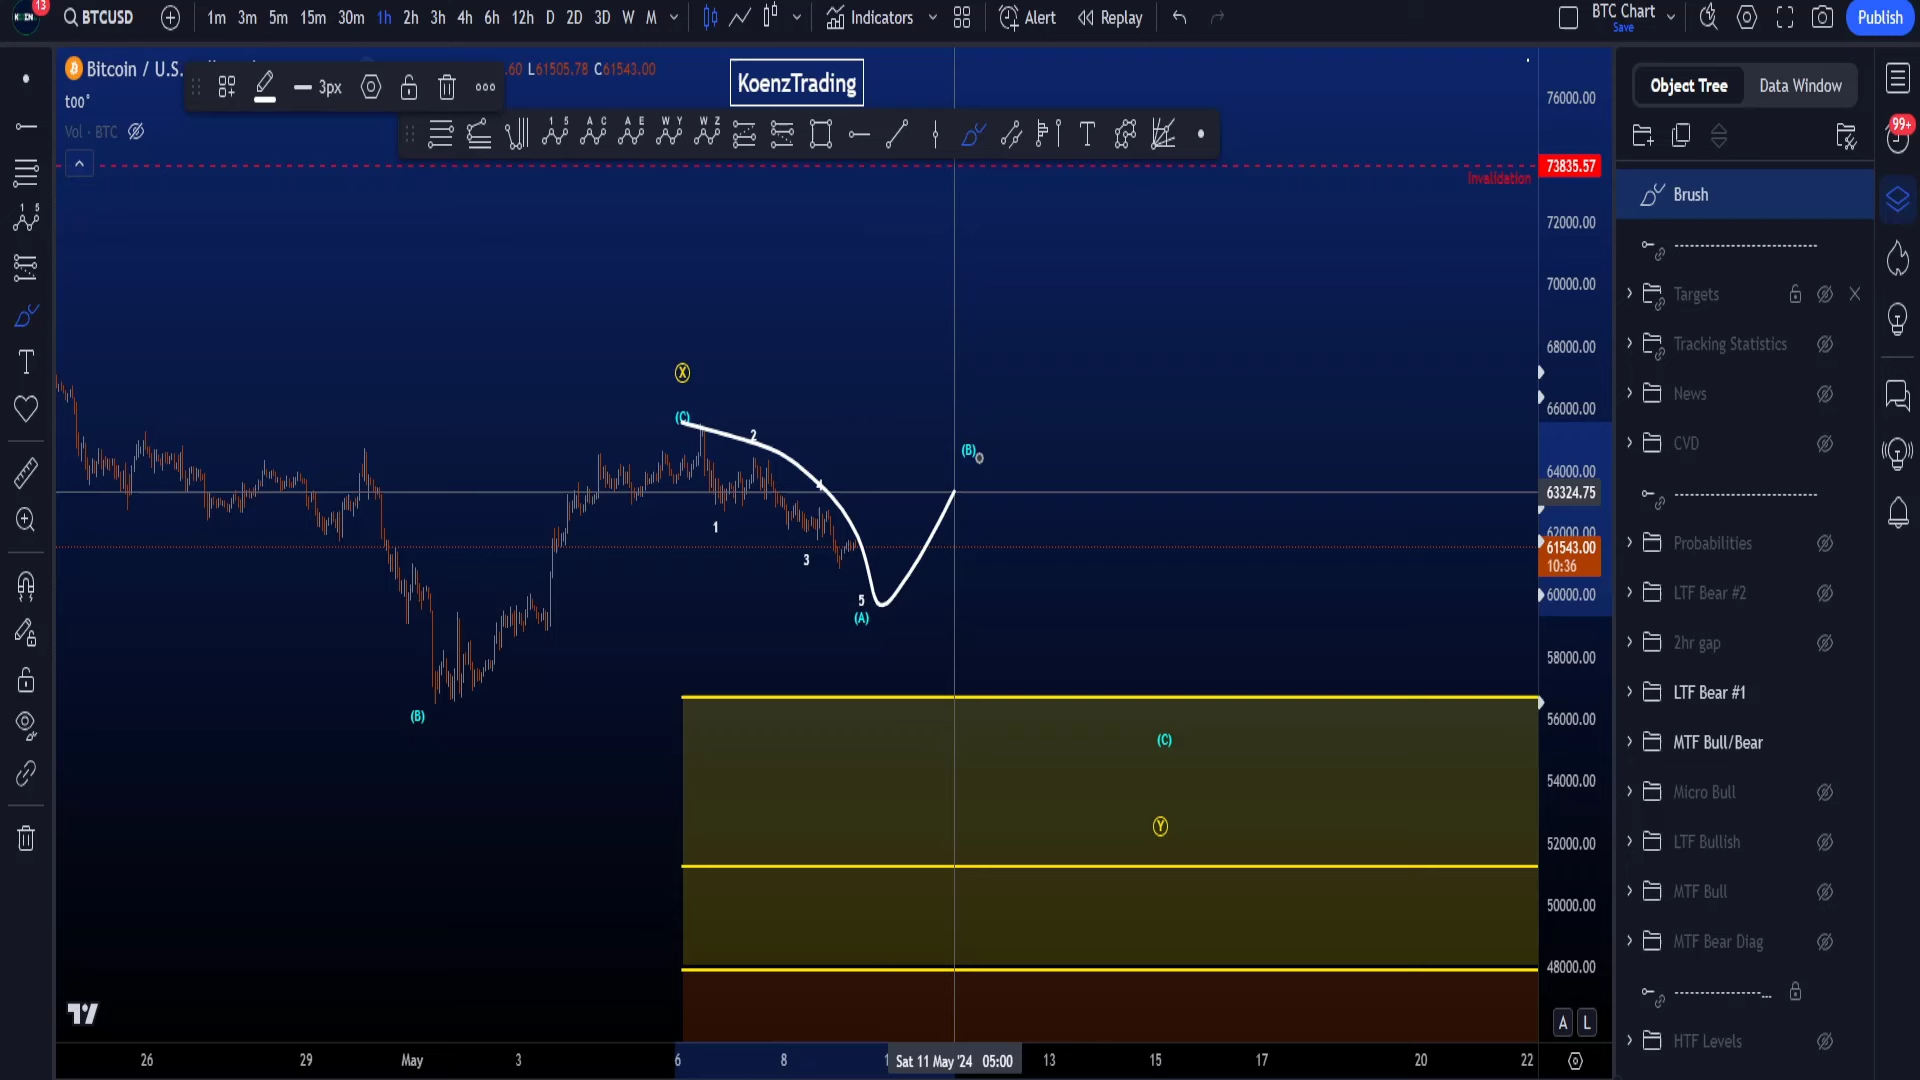 13
BTCUSD 1m 3m 5m 15m 30m 1h 2h 3h 4h 6h 12h D 2D 3D W M Indicators Alert Replay BTC Chart Save Publish
Bitcoin / U.S. .60 L61505.78 C61543.00
3px
KoenzTrading
too°
Vol · BTC
Object Tree Data Window
99+
76000.00
73835.57
Invalidation
72000.00
70000.00
68000.00
66000.00
64000.00
63324.75
62000.00
61543.00
10:36
60000.00
58000.00
56000.00
54000.00
52000.00
50000.00
48000.00
X
(C)
2
4
(B)
1
3
5
(A)
(B)
(C)
Y
A L
Brush
---------------------------
Targets
Tracking Statistics
News
CVD
---------------------------
Probabilities
LTF Bear #2
2hr gap
LTF Bear #1
MTF Bull/Bear
Micro Bull
LTF Bullish
MTF Bull
MTF Bear Diag
-----------------...
HTF Levels
26 29 May 3 6 8 Sat 11 May '24 05:00 13 15 17 20 22